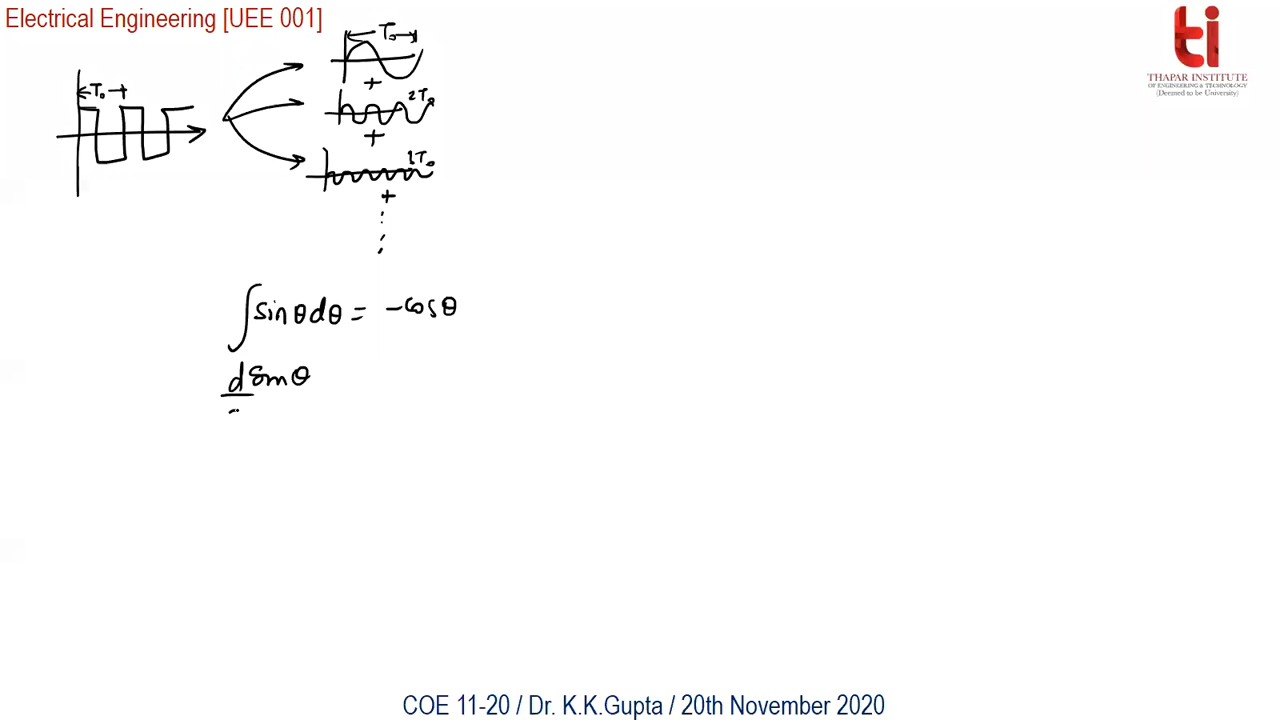 Electrical Engineering [UEE 001]
ti
THAPAR INSTITUTE
OF ENGINEERING & TECHNOLOGY
(Deemed to be University)
T₀
T₀
+
2T₀
+
+
∫sinθdθ = -cosθ
d sinθ
COE 11-20 / Dr. K.K.Gupta / 20th November 2020